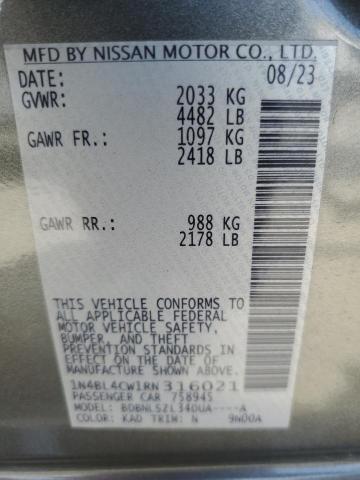 MFD BY NISSAN MOTOR CO., LTD.
DATE: 08/23
GVWR: 2033 KG
4482 LB
GAWR FR.: 1097 KG
2418 LB
GAWR RR.: 988 KG
2178 LB
THIS VEHICLE CONFORMS TO
ALL APPLICABLE FEDERAL
MOTOR VEHICLE SAFETY,
BUMPER, AND THEFT
PREVENTION STANDARDS
IN EFFECT ON THE DATE OF
MANUFACTURE SHOWN ABOVE.
1N4BL4CW1RN316021
PASSENGER CAR 758945
MODEL: BDBNLSZL34DUA----A
COLOR: KAD TRIM: N 9N00A